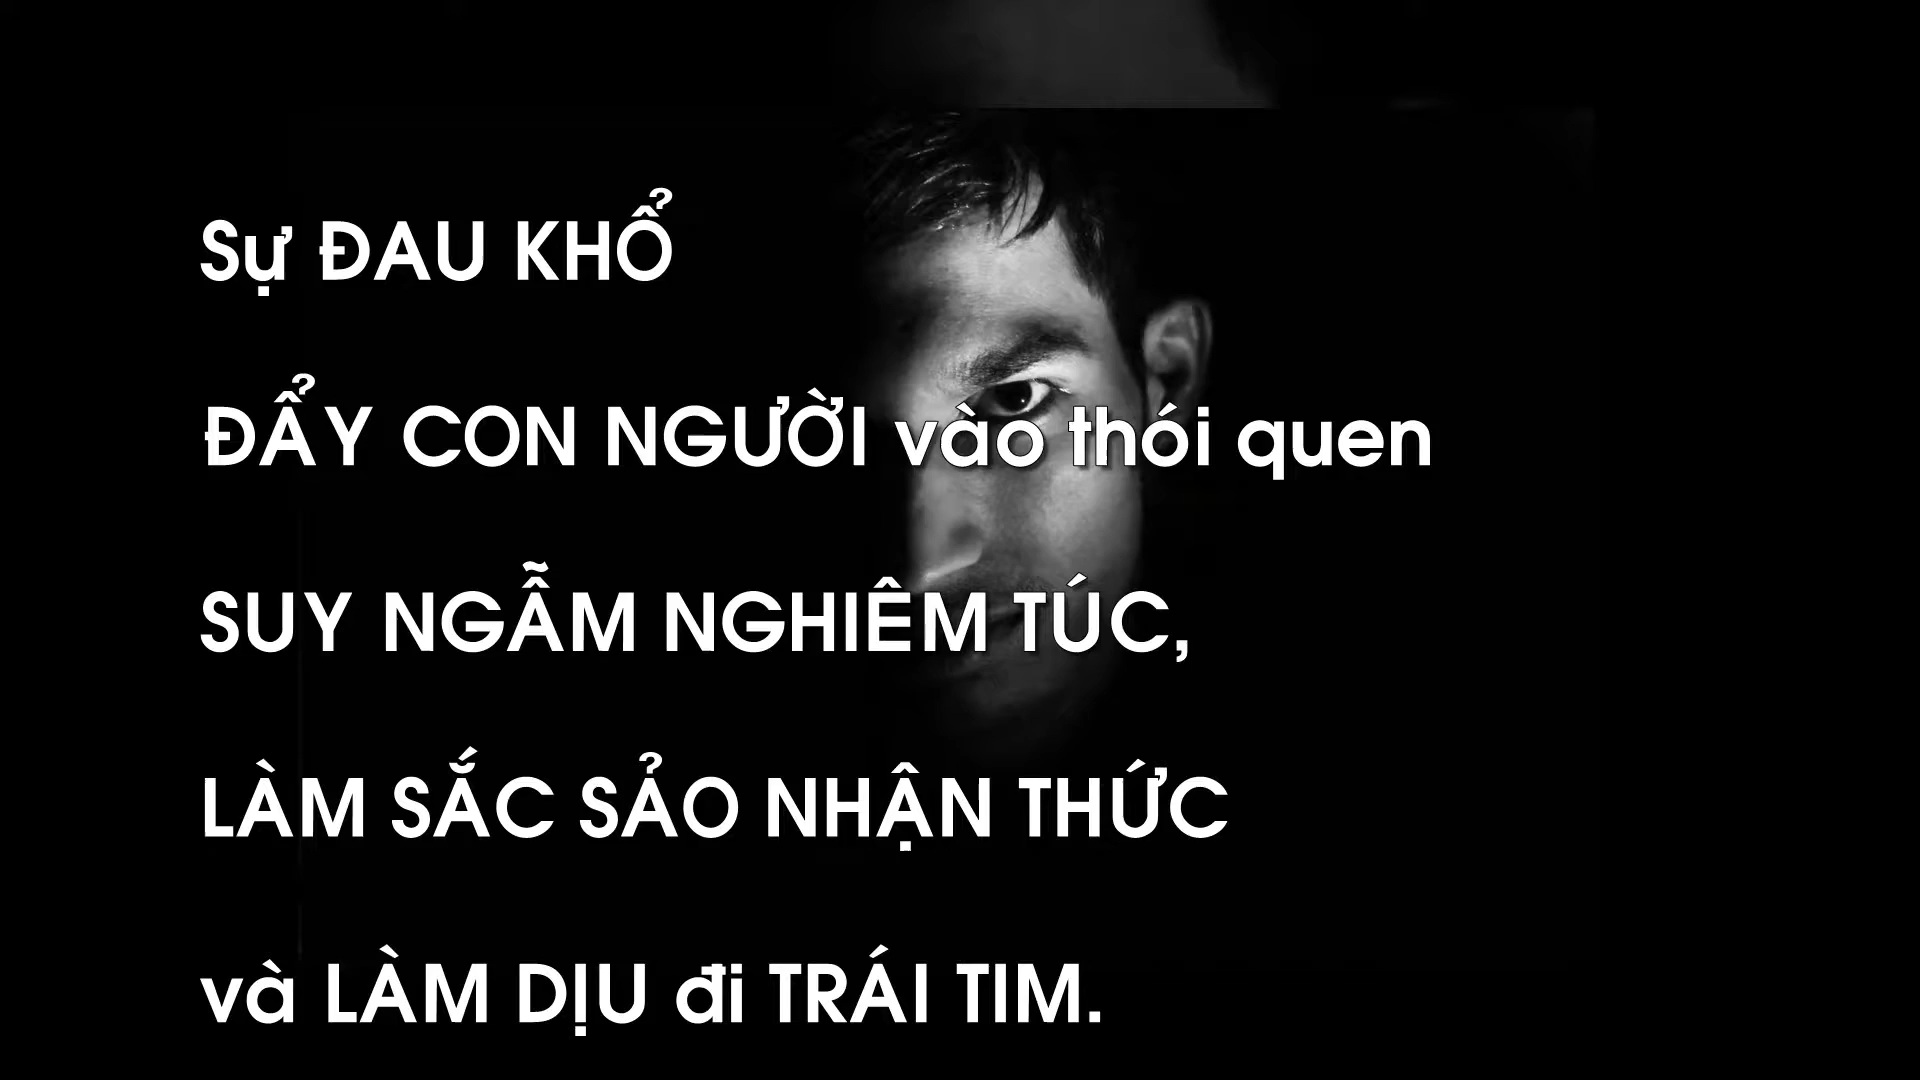 Sự ĐAU KHỔ
ĐẨY CON NGƯỜI vào thói quen
SUY NGẪM NGHIÊM TÚC,
LÀM SẮC SẢO NHẬN THỨC
và LÀM DỊU đi TRÁI TIM.